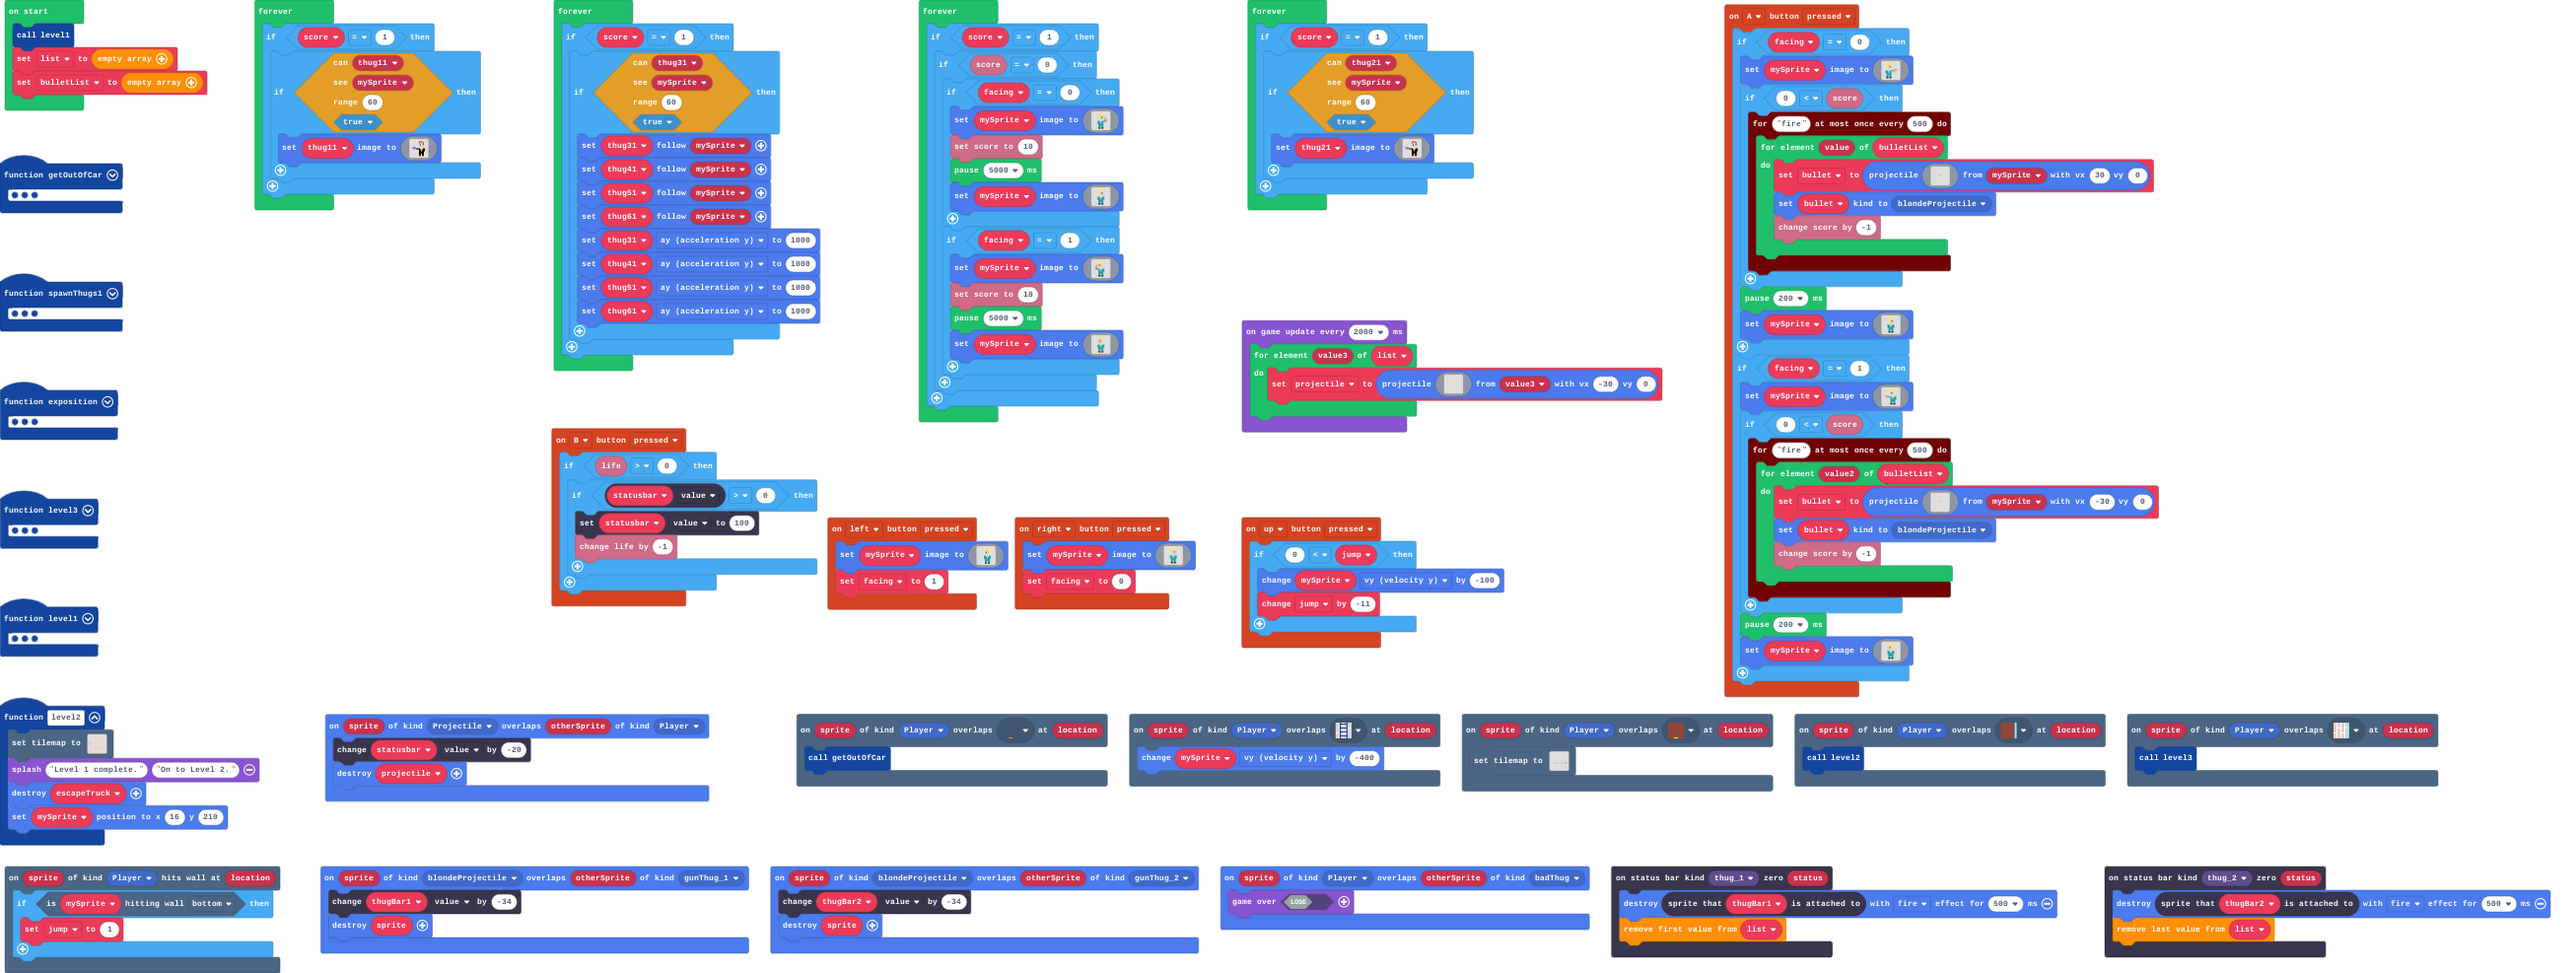 on start
call level1
set list to empty array
set bulletList to empty array
function getOutOfCar
function spawnThugs1
function exposition
function level3
function level1
function level2
set tilemap to
splash "Level 1 complete." "On to Level 2."
destroy escapeTruck
set mySprite position to x 16 y 210
forever
if score = 1 then
if can thug11
see mySprite
range 60
true
then
set thug11 image to
forever
if score = 1 then
if can thug31
see mySprite
range 60
true
then
set thug31 follow mySprite
set thug41 follow mySprite
set thug51 follow mySprite
set thug61 follow mySprite
set thug31 ay (acceleration y) to 1000
set thug41 ay (acceleration y) to 1000
set thug51 ay (acceleration y) to 1000
set thug61 ay (acceleration y) to 1000
forever
if score = 1 then
if score = 0 then
if facing = 0 then
set mySprite image to
set score to 10
pause 5000 ms
set mySprite image to
if facing = 1 then
set mySprite image to
set score to 10
pause 5000 ms
set mySprite image to
forever
if score = 1 then
if can thug21
see mySprite
range 60
true
then
set thug21 image to
on game update every 2000 ms
for element value3 of list
do
set projectile to projectile from value3 with vx -30 vy 0
on B button pressed
if life > 0 then
if statusbar value > 0 then
set statusbar value to 100
change life by -1
on left button pressed
set mySprite image to
set facing to 1
on right button pressed
set mySprite image to
set facing to 0
on up button pressed
if 0 < jump then
change mySprite vy (velocity y) by -100
change jump by -11
on A button pressed
if facing = 0 then
set mySprite image to
if 0 < score then
for "fire" at most once every 500 do
for element value of bulletList
do
set bullet to projectile from mySprite with vx 30 vy 0
set bullet kind to blondeProjectile
change score by -1
pause 200 ms
set mySprite image to
if facing = 1 then
set mySprite image to
if 0 < score then
for "fire" at most once every 500 do
for element value2 of bulletList
do
set bullet to projectile from mySprite with vx -30 vy 0
set bullet kind to blondeProjectile
change score by -1
pause 200 ms
set mySprite image to
on sprite of kind Projectile overlaps otherSprite of kind Player
change statusbar value by -20
destroy projectile
on sprite of kind Player overlaps at location
call getOutOfCar
on sprite of kind Player overlaps at location
change mySprite vy (velocity y) by -400
on sprite of kind Player overlaps at location
set tilemap to
on sprite of kind Player overlaps at location
call level2
on sprite of kind Player overlaps at location
call level3
on sprite of kind Player hits wall at location
if is mySprite hitting wall bottom then
set jump to 1
on sprite of kind blondeProjectile overlaps otherSprite of kind gunThug_1
change thugBar1 value by -34
destroy sprite
on sprite of kind blondeProjectile overlaps otherSprite of kind gunThug_2
change thugBar2 value by -34
destroy sprite
on sprite of kind Player overlaps otherSprite of kind badThug
game over LOSE
on status bar kind thug_1 zero status
destroy sprite that thugBar1 is attached to with fire effect for 500 ms
remove first value from list
on status bar kind thug_2 zero status
destroy sprite that thugBar2 is attached to with fire effect for 500 ms
remove last value from list